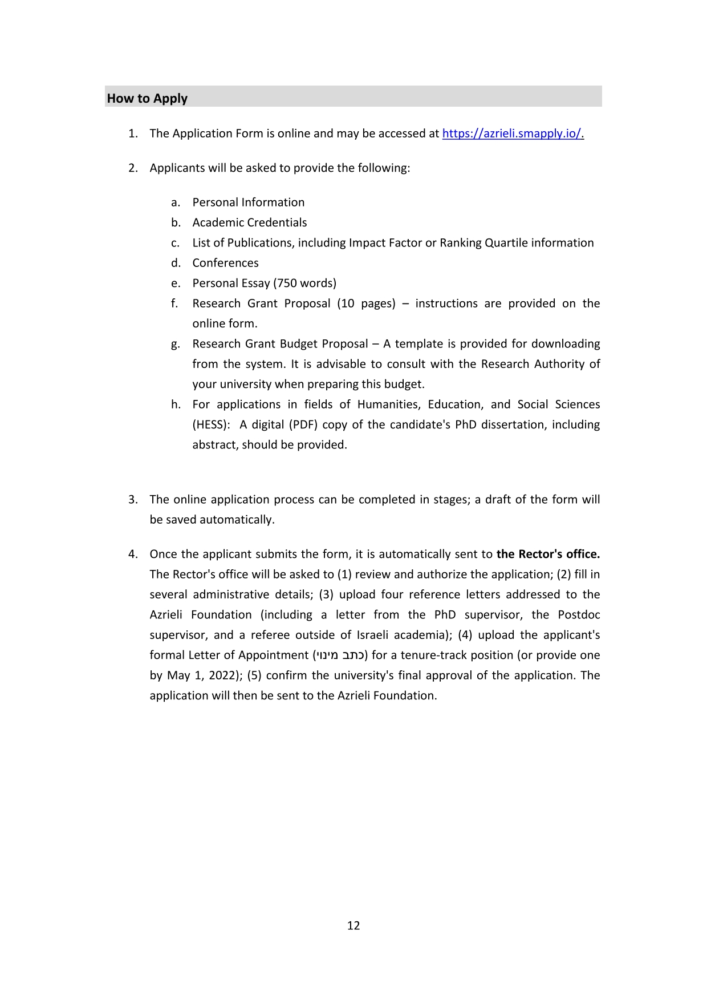 How to Apply
1. The Application Form is online and may be accessed at https://azrieli.smapply.io/.
2. Applicants will be asked to provide the following:
a. Personal Information
b. Academic Credentials
c. List of Publications, including Impact Factor or Ranking Quartile information
d. Conferences
e. Personal Essay (750 words)
f. Research Grant Proposal (10 pages) – instructions are provided on the
online form.
g. Research Grant Budget Proposal – A template is provided for downloading
from the system. It is advisable to consult with the Research Authority of
your university when preparing this budget.
h. For applications in fields of Humanities, Education, and Social Sciences
(HESS): A digital (PDF) copy of the candidate's PhD dissertation, including
abstract, should be provided.
3. The online application process can be completed in stages; a draft of the form will
be saved automatically.
4. Once the applicant submits the form, it is automatically sent to the Rector's office.
The Rector's office will be asked to (1) review and authorize the application; (2) fill in
several administrative details; (3) upload four reference letters addressed to the
Azrieli Foundation (including a letter from the PhD supervisor, the Postdoc
supervisor, and a referee outside of Israeli academia); (4) upload the applicant's
formal Letter of Appointment (כתב מינוי) for a tenure-track position (or provide one
by May 1, 2022); (5) confirm the university's final approval of the application. The
application will then be sent to the Azrieli Foundation.
12